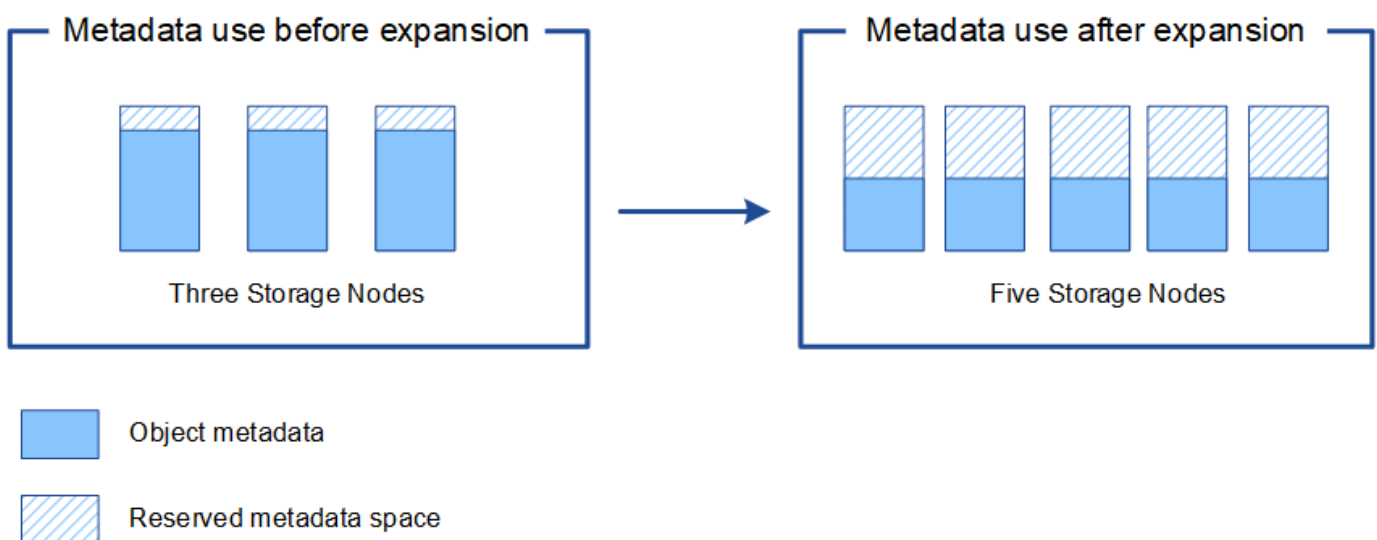 Metadata use before expansion
Metadata use after expansion
Three Storage Nodes
Five Storage Nodes
Object metadata
Reserved metadata space